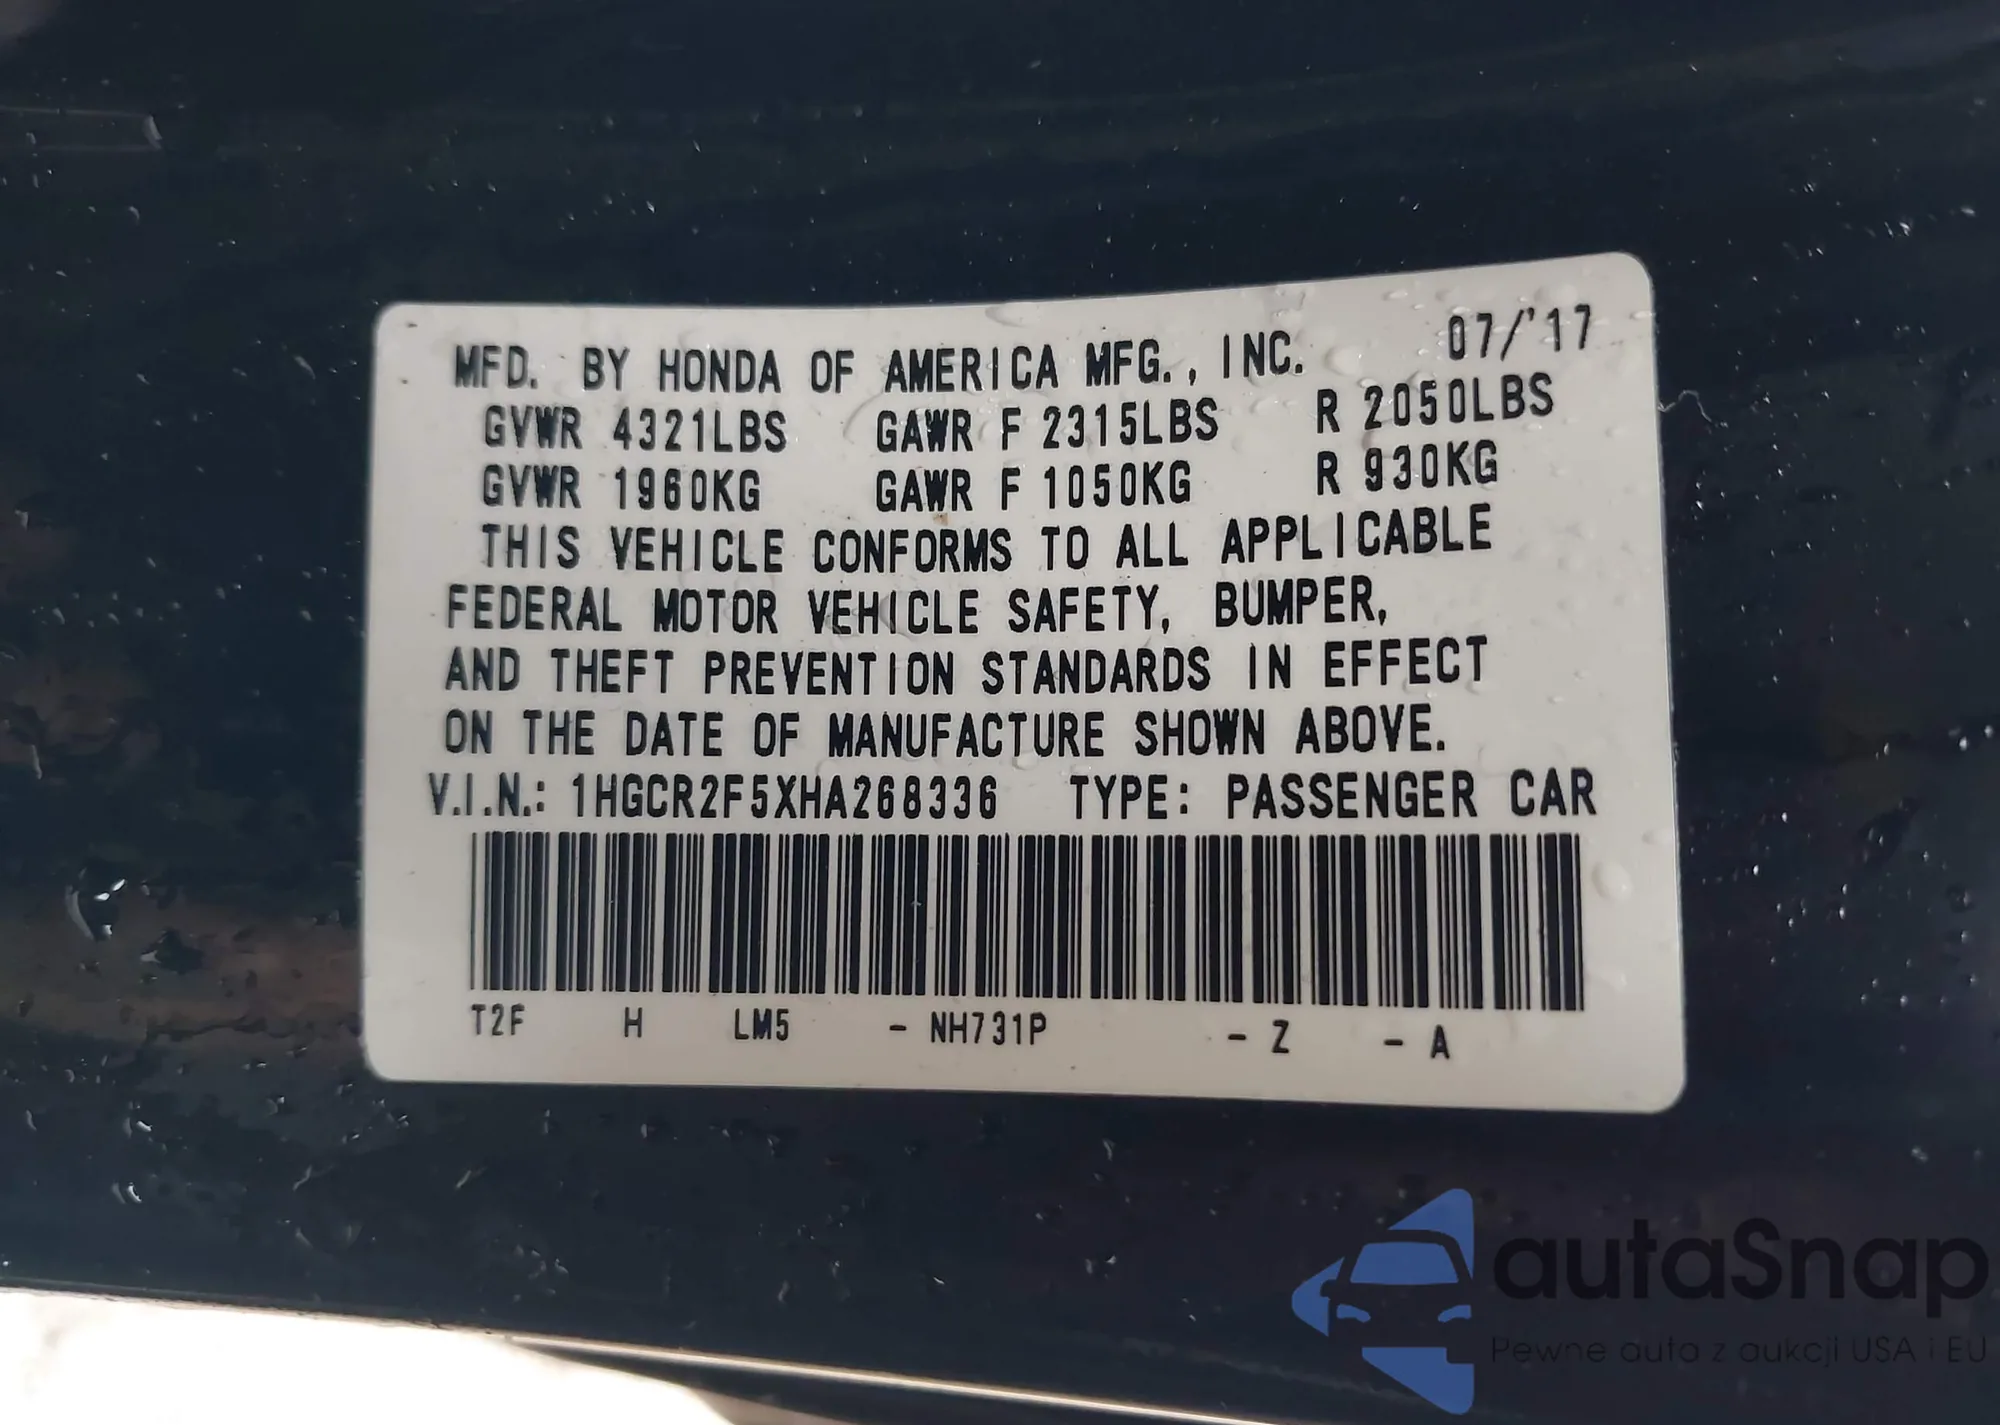 MFD. BY HONDA OF AMERICA MFG., INC. 07/'17
GVWR 4321LBS GAWR F 2315LBS R 2050LBS
GVWR 1960KG GAWR F 1050KG R 930KG
THIS VEHICLE CONFORMS TO ALL APPLICABLE
FEDERAL MOTOR VEHICLE SAFETY, BUMPER,
AND THEFT PREVENTION STANDARDS IN EFFECT
ON THE DATE OF MANUFACTURE SHOWN ABOVE.
V.I.N.: 1HGCR2F5XHA268336 TYPE: PASSENGER CAR
T2F H LM5 - NH731P - Z - A
autaSnap
Pewne auta z aukcji USA i EU